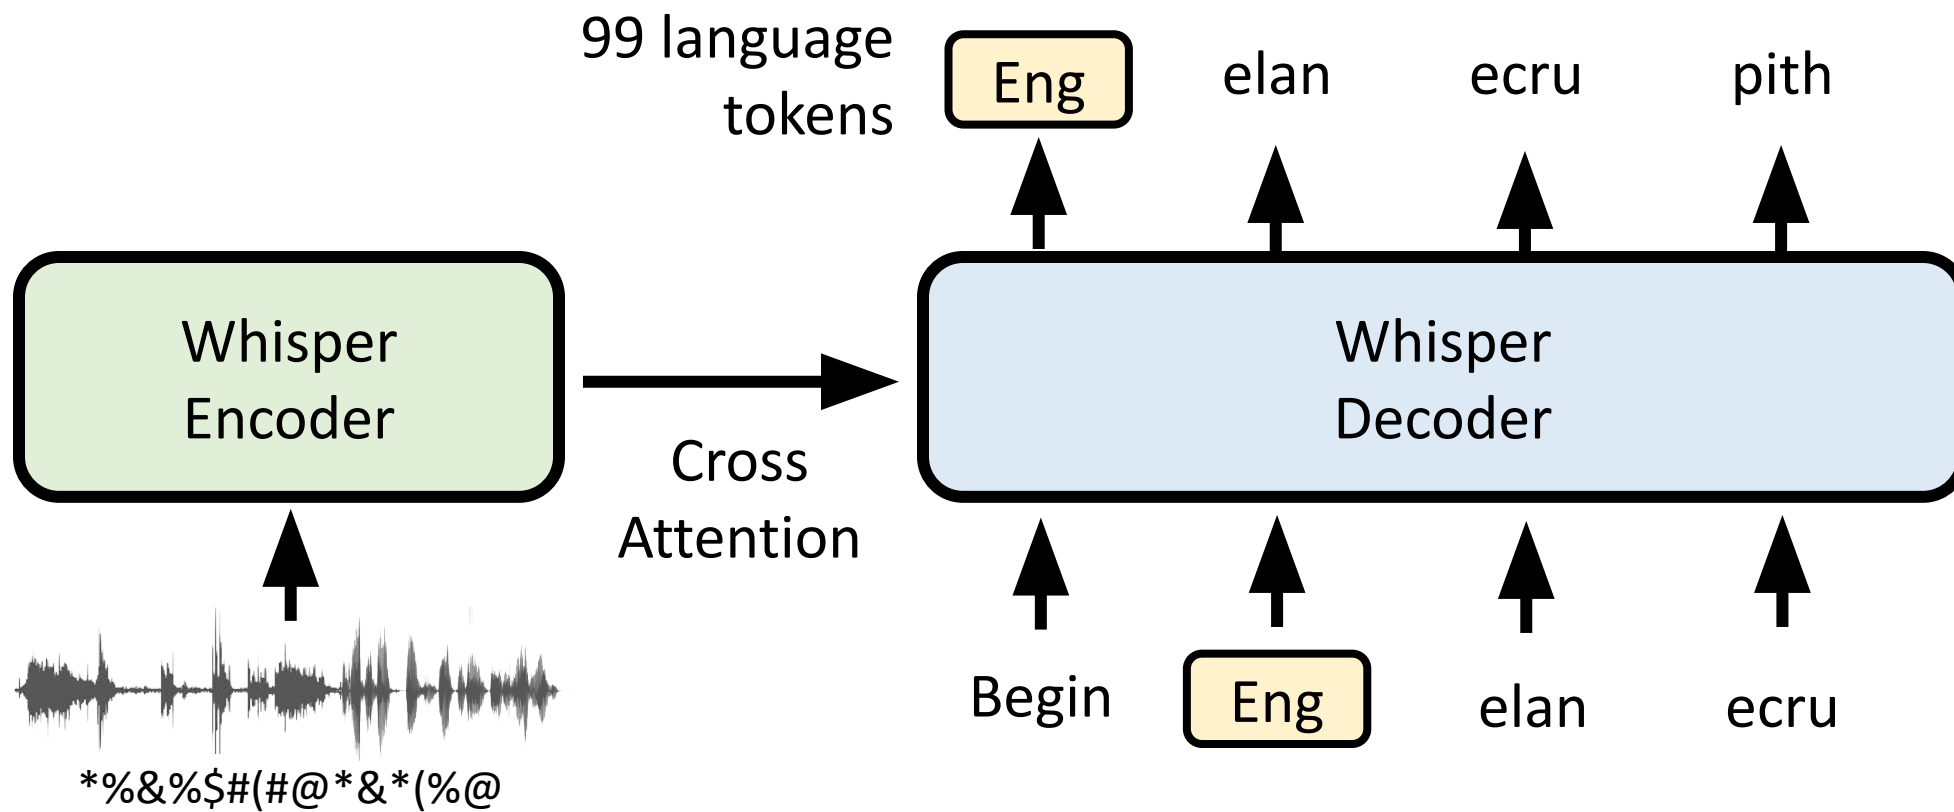 99 language
tokens
Eng
elan
ecru
pith
Whisper
Encoder
Cross
Attention
Whisper
Decoder
Begin
Eng
elan
ecru
*%&%$#(#@*&*(%@